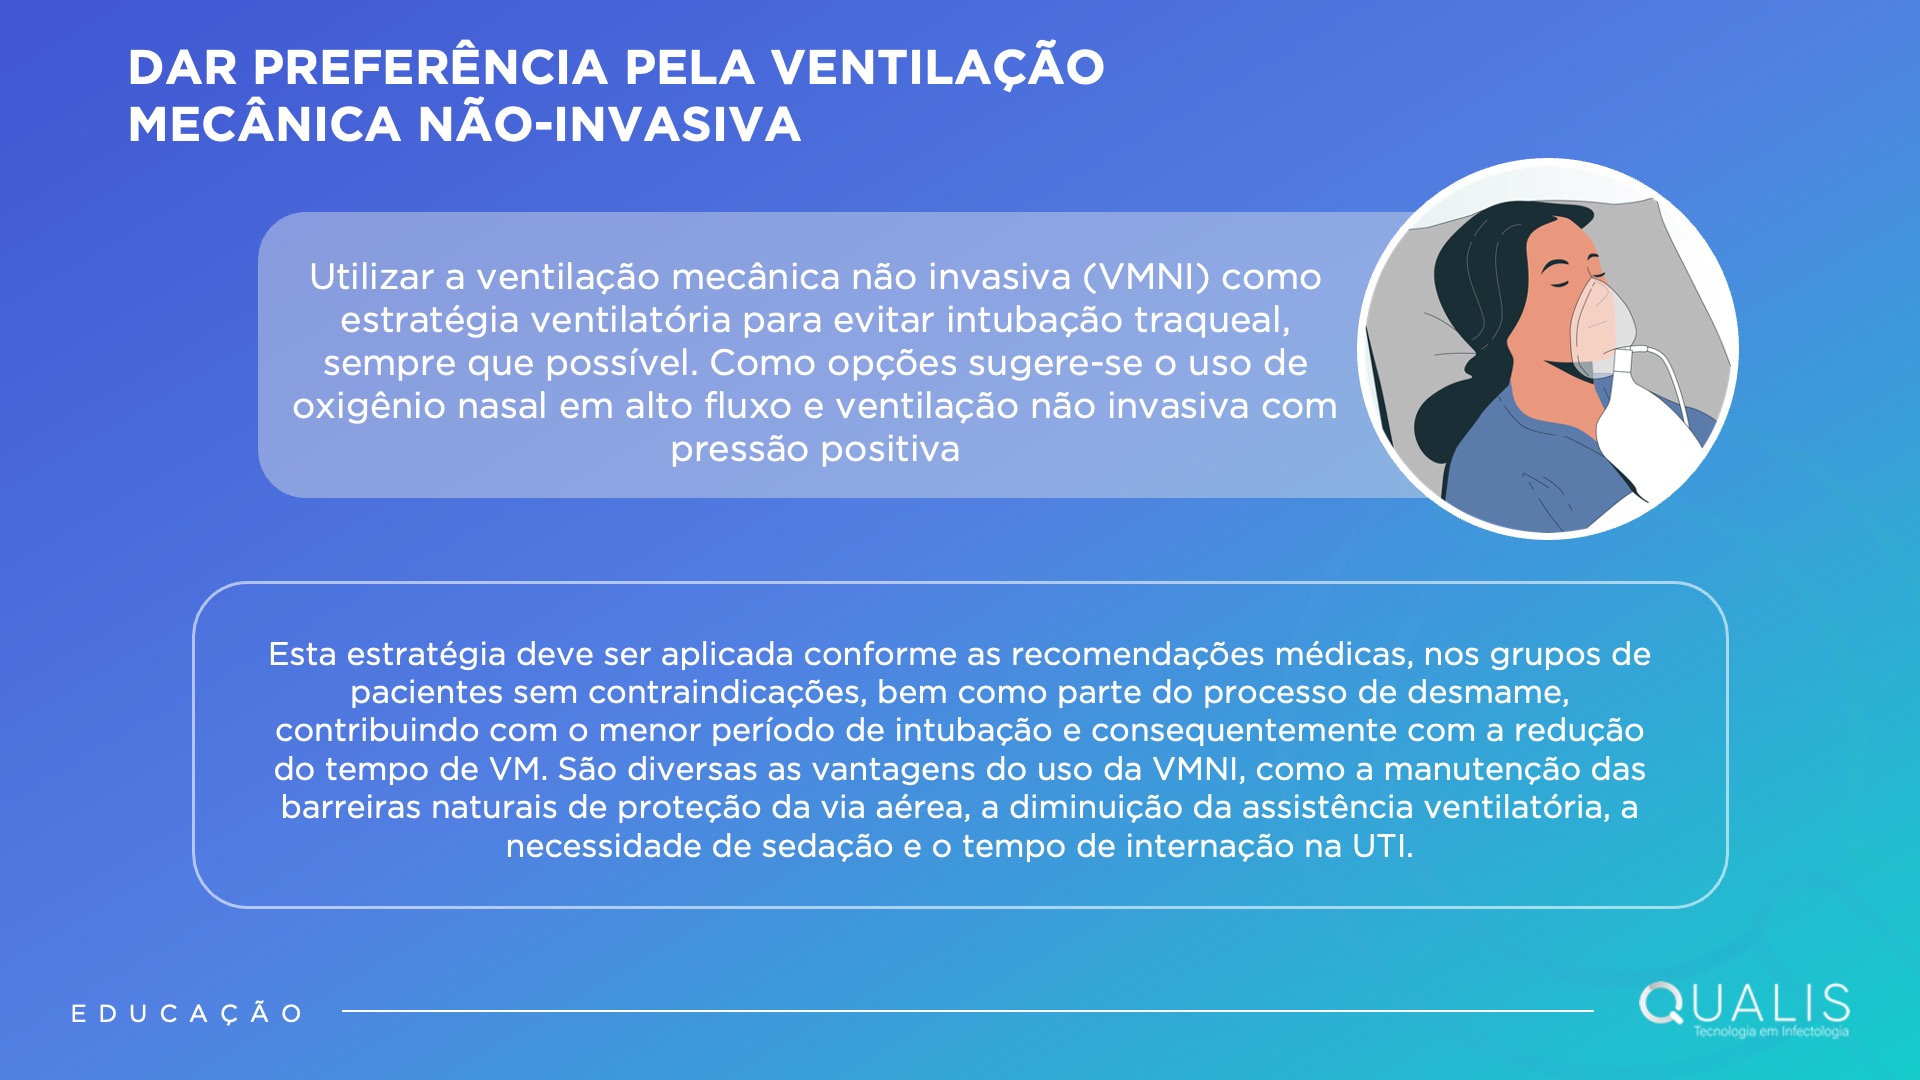 DAR PREFERÊNCIA PELA VENTILAÇÃO
MECÂNICA NÃO-INVASIVA
Utilizar a ventilação mecânica não invasiva (VMNI) como
estratégia ventilatória para evitar intubação traqueal,
sempre que possível. Como opções sugere-se o uso de
oxigênio nasal em alto fluxo e ventilação não invasiva com
pressão positiva
Esta estratégia deve ser aplicada conforme as recomendações médicas, nos grupos de
pacientes sem contraindicações, bem como parte do processo de desmame,
contribuindo com o menor período de intubação e consequentemente com a redução
do tempo de VM. São diversas as vantagens do uso da VMNI, como a manutenção das
barreiras naturais de proteção da via aérea, a diminuição da assistência ventilatória, a
necessidade de sedação e o tempo de internação na UTI.
EDUCAÇÃO
QUALIS
Tecnologia em Infectologia